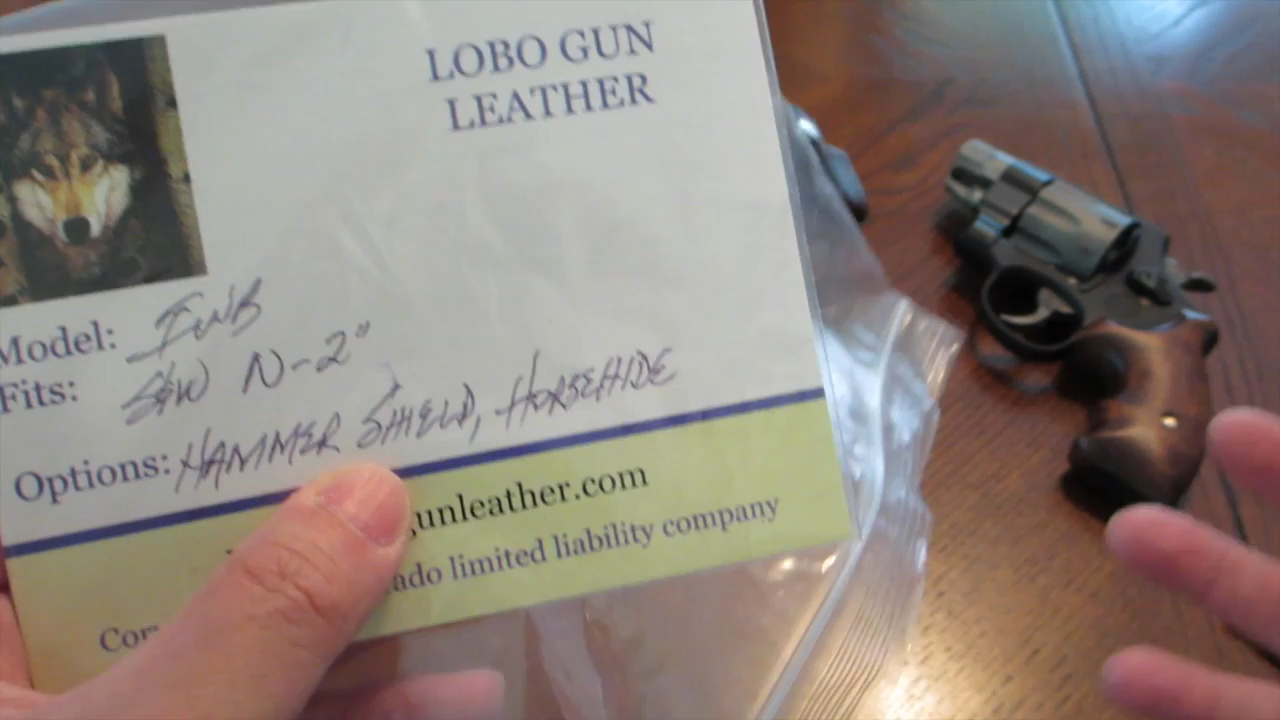 LOBO GUN
LEATHER
Model: IWB
Fits: S&W N-2"
Options: HAMMER SHIELD, HORSEHIDE
gunleather.com
ado limited liability company